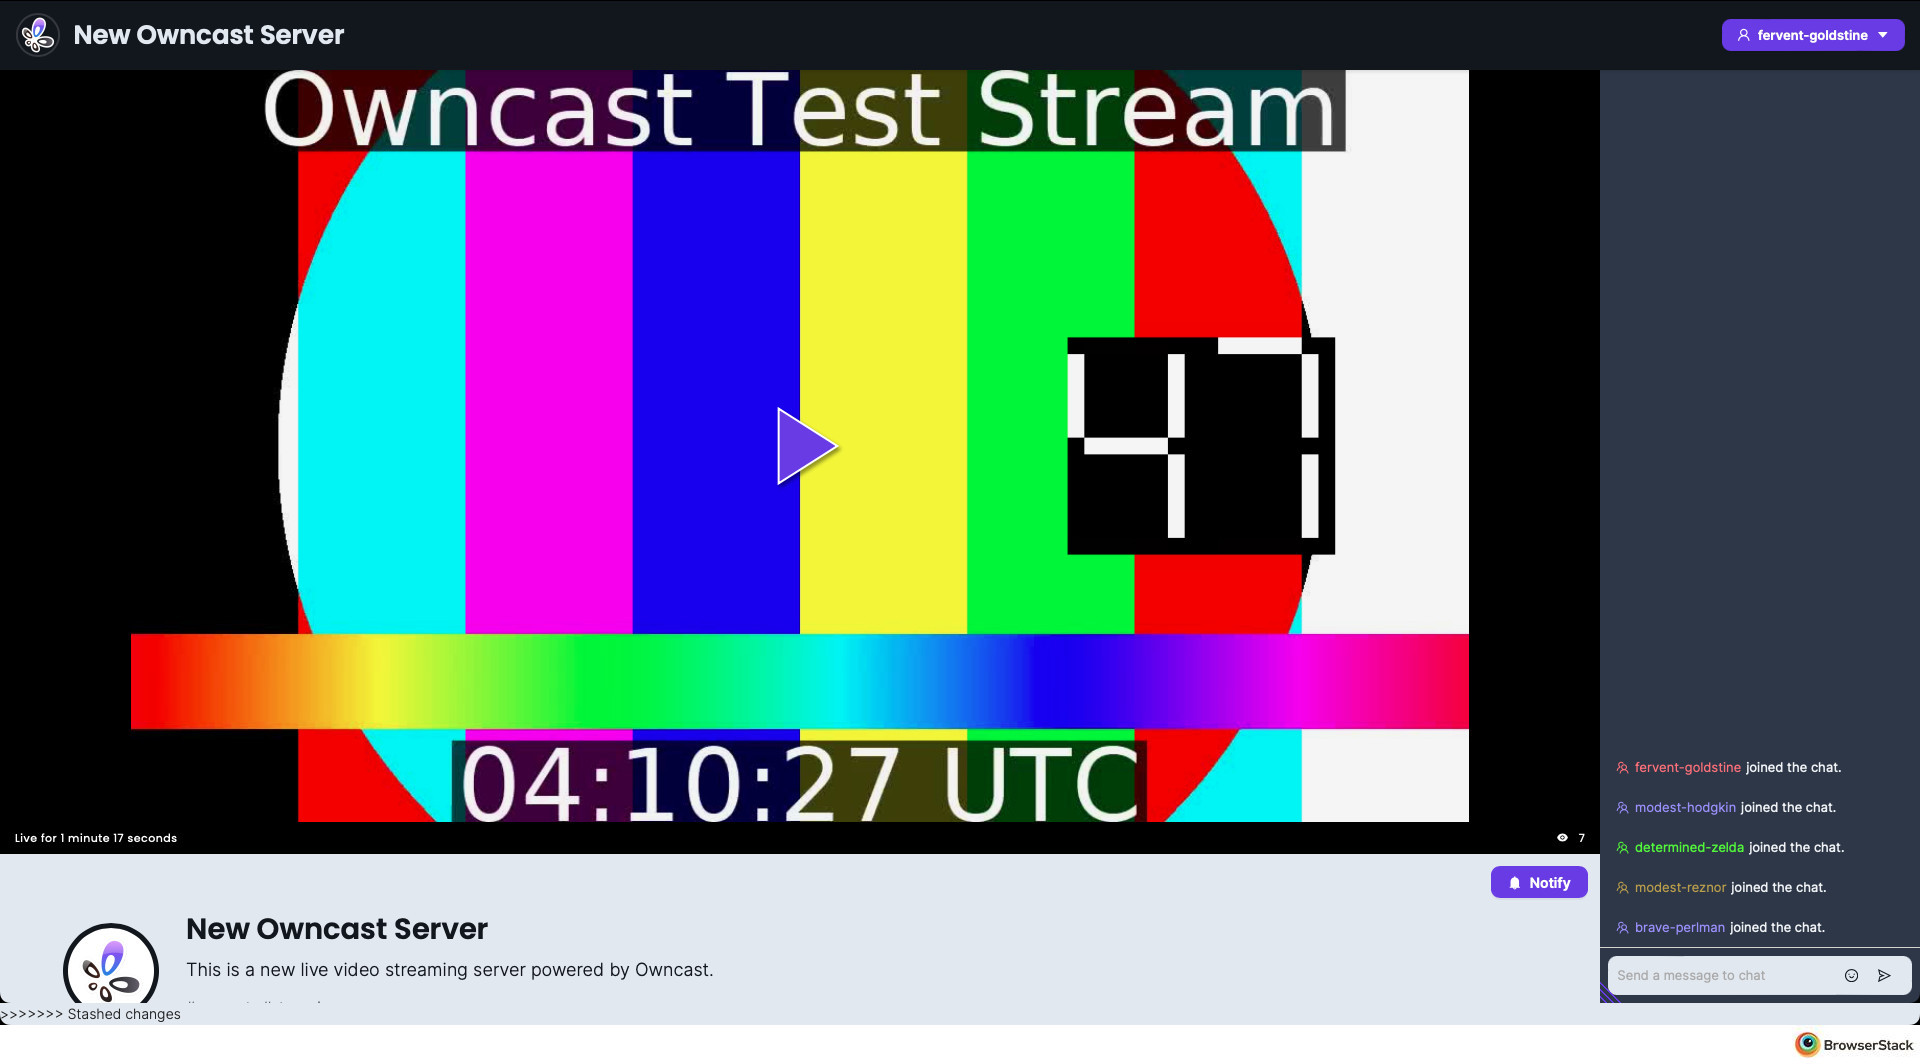 New Owncast Server
fervent-goldstine
Owncast Test Stream
47
04:10:27 UTC
Live for 1 minute 17 seconds
7
Notify
New Owncast Server
This is a new live video streaming server powered by Owncast.
fervent-goldstine joined the chat.
modest-hodgkin joined the chat.
determined-zelda joined the chat.
modest-reznor joined the chat.
brave-perlman joined the chat.
Send a message to chat
>>>>>>> Stashed changes
BrowserStack